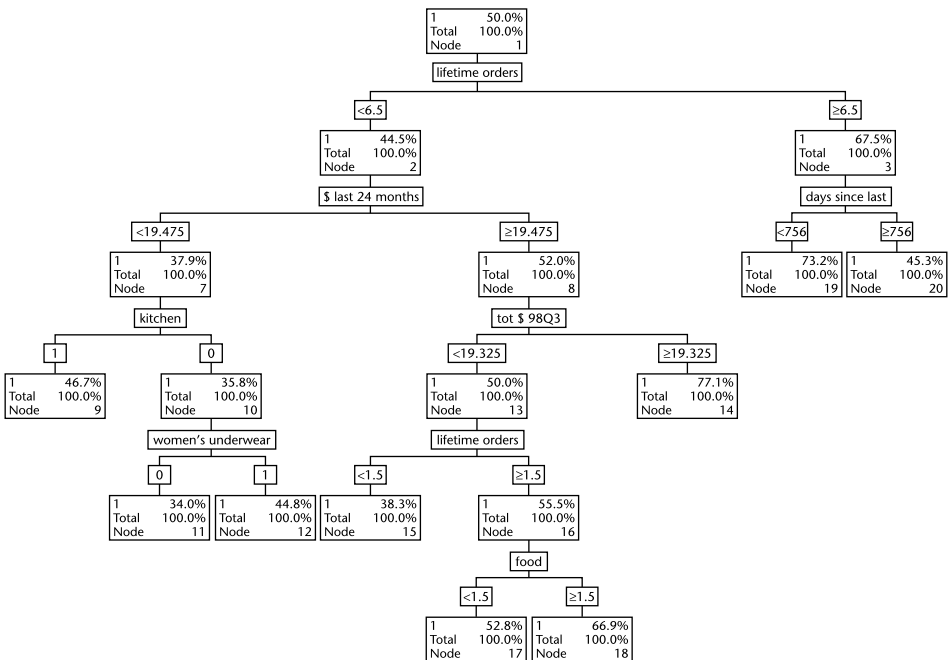 1 50.0%
Total 100.0%
Node 1
lifetime orders
<6.5
≥6.5
1 44.5%
Total 100.0%
Node 2
1 67.5%
Total 100.0%
Node 3
$ last 24 months
days since last
<19.475
≥19.475
<756
≥756
1 37.9%
Total 100.0%
Node 7
1 52.0%
Total 100.0%
Node 8
1 73.2%
Total 100.0%
Node 19
1 45.3%
Total 100.0%
Node 20
kitchen
tot $ 98Q3
1
0
<19.325
≥19.325
1 46.7%
Total 100.0%
Node 9
1 35.8%
Total 100.0%
Node 10
1 50.0%
Total 100.0%
Node 13
1 77.1%
Total 100.0%
Node 14
women's underwear
lifetime orders
0
1
<1.5
≥1.5
1 34.0%
Total 100.0%
Node 11
1 44.8%
Total 100.0%
Node 12
1 38.3%
Total 100.0%
Node 15
1 55.5%
Total 100.0%
Node 16
food
<1.5
≥1.5
1 52.8%
Total 100.0%
Node 17
1 66.9%
Total 100.0%
Node 18